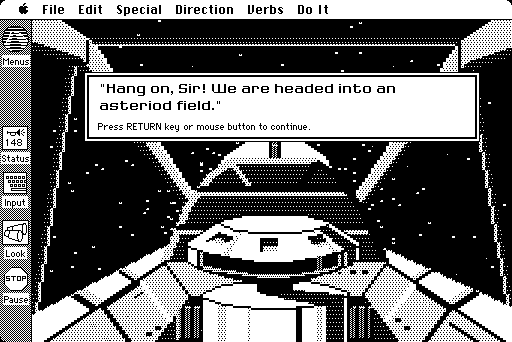 File Edit Special Direction Verbs Do It
Menus
"Hang on, Sir! We are headed into an
asteriod field."
Press RETURN key or mouse button to continue.
148
Status
Input
Look
STOP
Pause